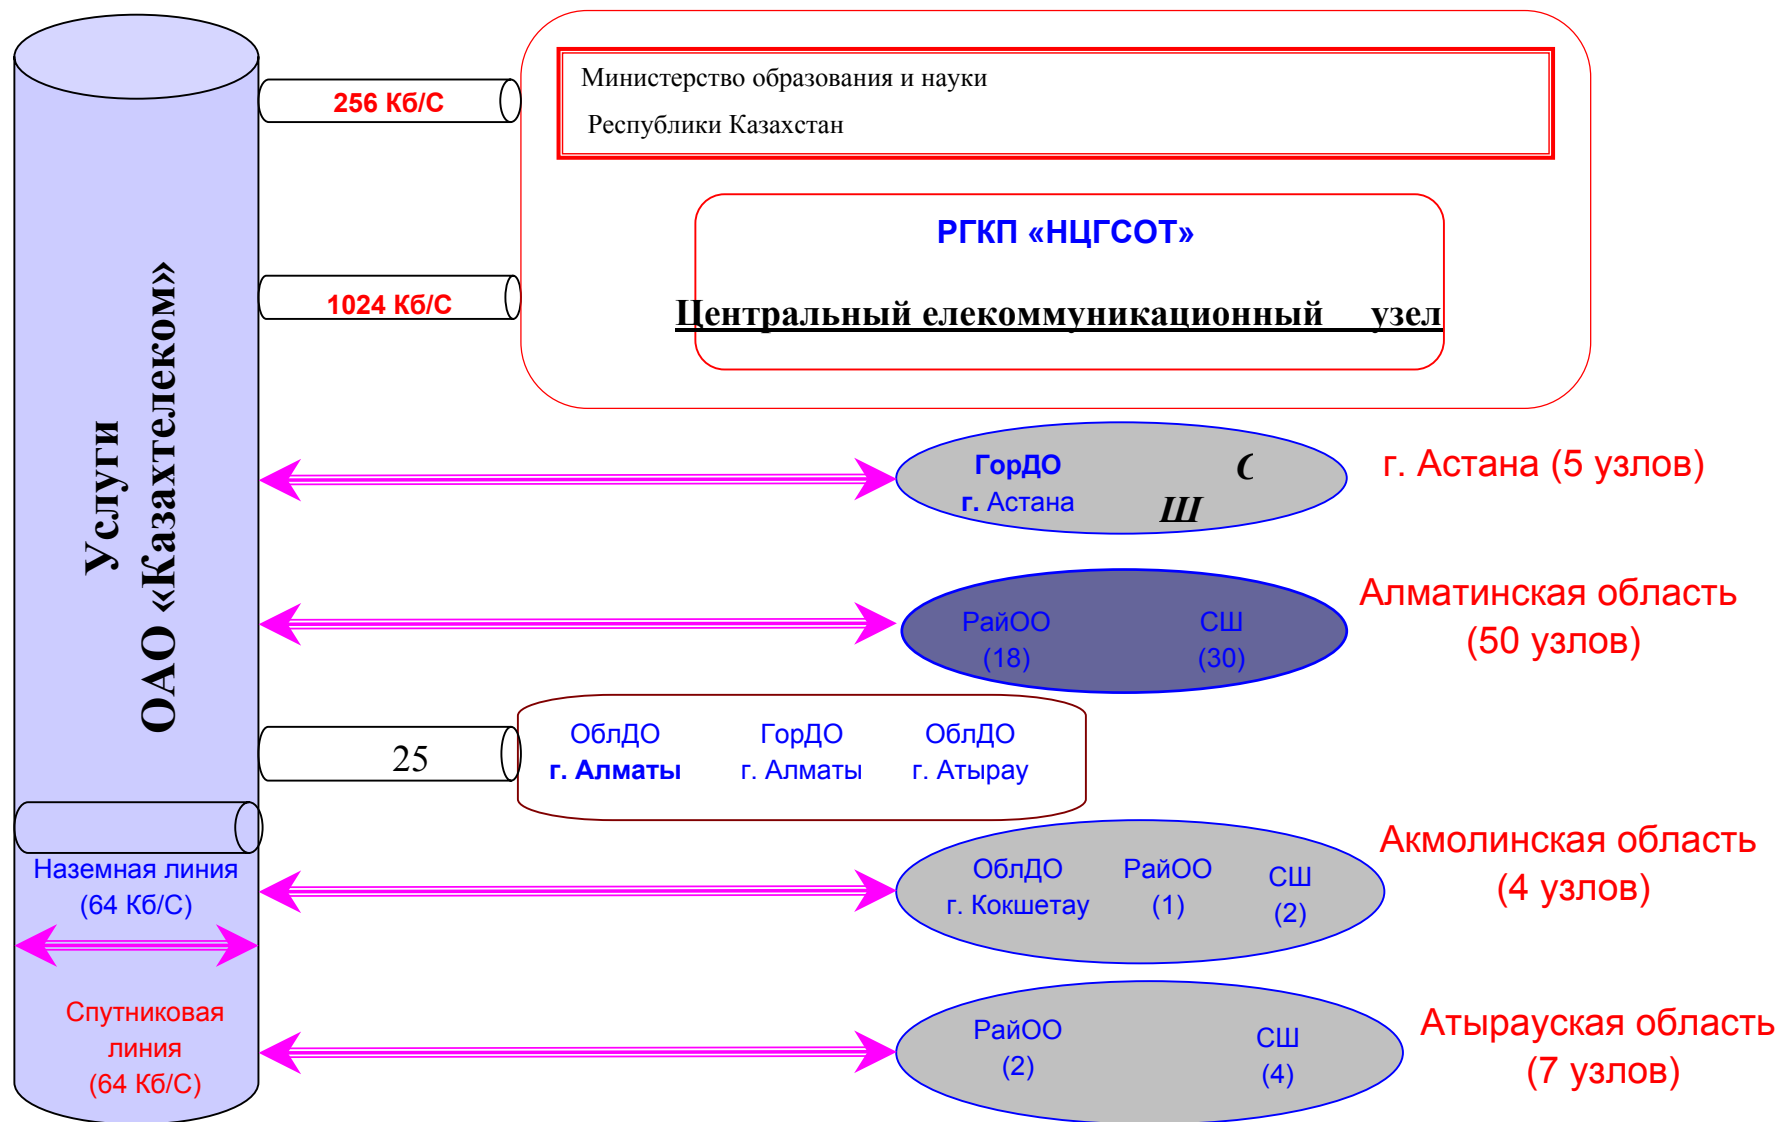 Услуги
ОАО «Казахтелеком»
256 Кб/С
Министерство образования и науки
Республики Казахстан
РГКП «НЦГСОТ»
1024 Кб/С
Центральный елекоммуникационный узел
ГорДО
г. Астана
С
Ш
г. Астана (5 узлов)
РайОО
(18)
СШ
(30)
Алматинская область
(50 узлов)
25
ОблДО
г. Алматы
ГорДО
г. Алматы
ОблДО
г. Атырау
Наземная линия
(64 Кб/С)
ОблДО
г. Кокшетау
РайОО
(1)
СШ
(2)
Акмолинская область
(4 узлов)
Спутниковая
линия
(64 Кб/С)
РайОО
(2)
СШ
(4)
Атырауская область
(7 узлов)